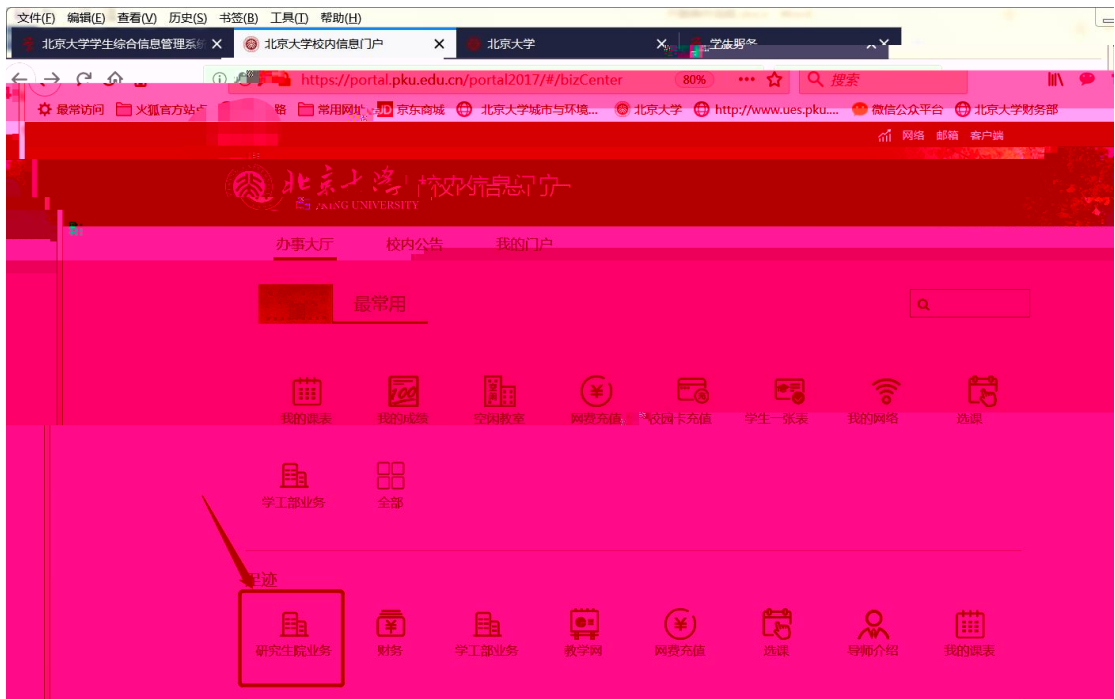 文件(F) 编辑(E) 查看(V) 历史(S) 书签(B) 工具(T) 帮助(H)
北京大学学生综合信息管理系统 北京大学校内信息门户 北京大学 学生服务
https://portal.pku.edu.cn/portal2017/#/bizCenter 80% 搜索
最常访问 火狐官方站点 常用网址 京东商城 北京大学城市与环境... 北京大学 http://www.ues.pku.... 微信公众平台 北京大学财务部
网络 邮箱 客户端
北京大学 校内信息门户
UNIVERSITY
办事大厅 校内公告 我的门户
最常用
我的课表 我的成绩 空闲教室 网费充值 校园卡充值 学生一张表 我的网络 选课
学工部业务 全部
足迹
研究生院业务 财务 学工部业务 教学网 网费充值 选课 导师介绍 我的课表